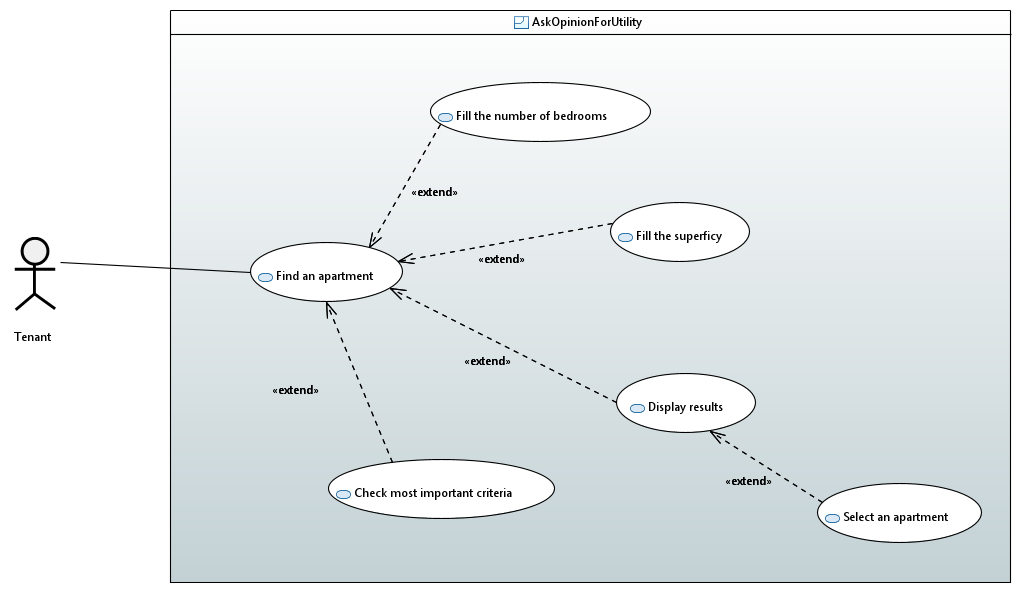 AskOpinionForUtility
Fill the number of bedrooms
«extend»
Fill the superficy
«extend»
Find an apartment
Tenant
«extend»
«extend»
Display results
«extend»
Check most important criteria
Select an apartment